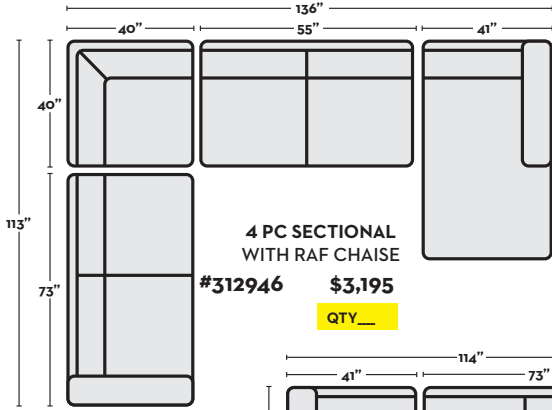 136”
40” 55” 41”
40”
113”
73”
4 PC SECTIONAL
WITH RAF CHAISE
#312946 $3,195
QTY__
114”
41” 73”